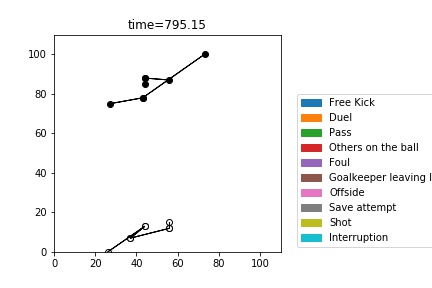 time=795.15
100
80
60
40
20
0
0 20 40 60 80 100
Free Kick
Duel
Pass
Others on the ball
Foul
Goalkeeper leaving l
Offside
Save attempt
Shot
Interruption